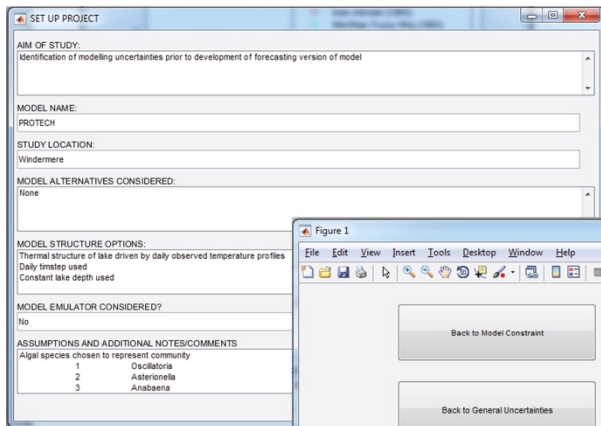 SET UP PROJECT
AIM OF STUDY:
Identification of modelling uncertainties prior to development of forecasting version of model
MODEL NAME:
PROTECH
STUDY LOCATION:
Windermere
MODEL ALTERNATIVES CONSIDERED:
None
MODEL STRUCTURE OPTIONS:
Thermal structure of lake driven by daily observed temperature profiles
Daily timstep used
Constant lake depth used
MODEL EMULATOR CONSIDERED?
No
ASSUMPTIONS AND ADDITIONAL NOTES/COMMENTS
Algal species chosen to represent community
1 Oscillatoria
2 Asterionella
3 Anabaena
Figure 1
File Edit View Insert Tools Desktop Window Help
Back to Model Constraint
Back to General Uncertainties